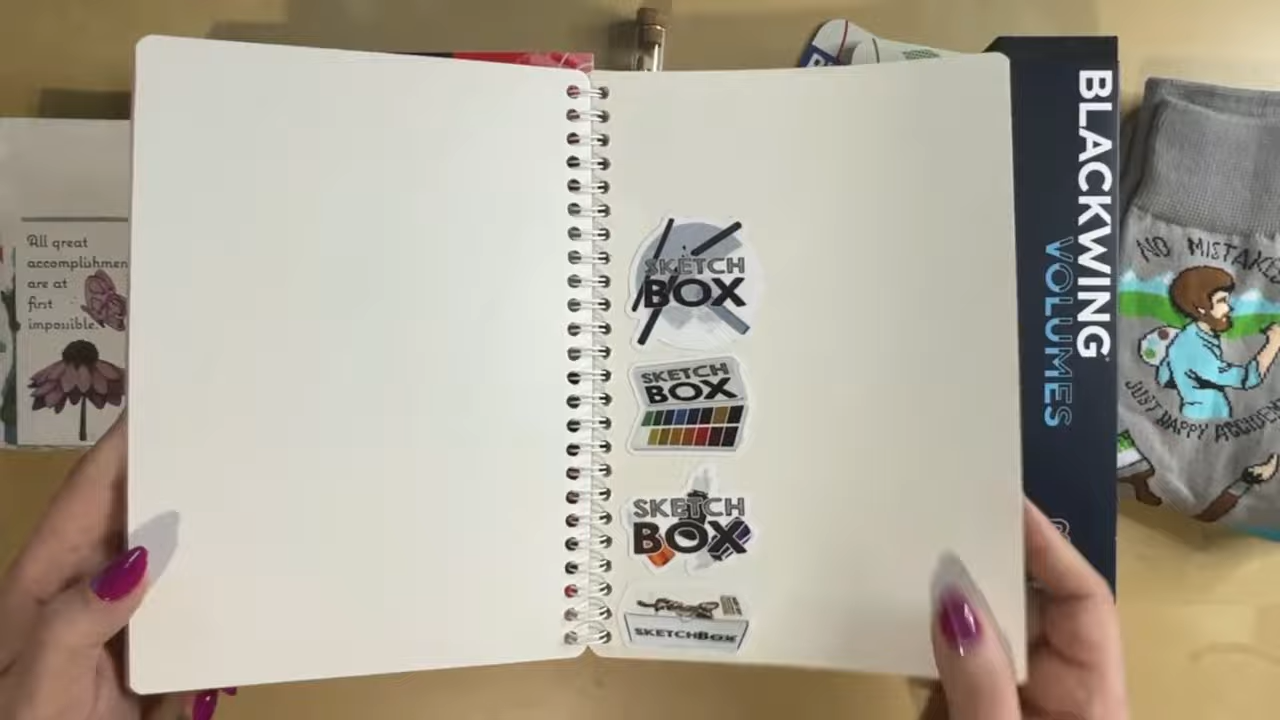 All great
accomplishmen
are at
first
impossible.
SKETCH
BOX
SKETCH
BOX
SKETCH
BOX
SKETCHBOX
BLACKWING
VOLUMES
NO MISTAKE
JUST HAPPY ACCIDEN